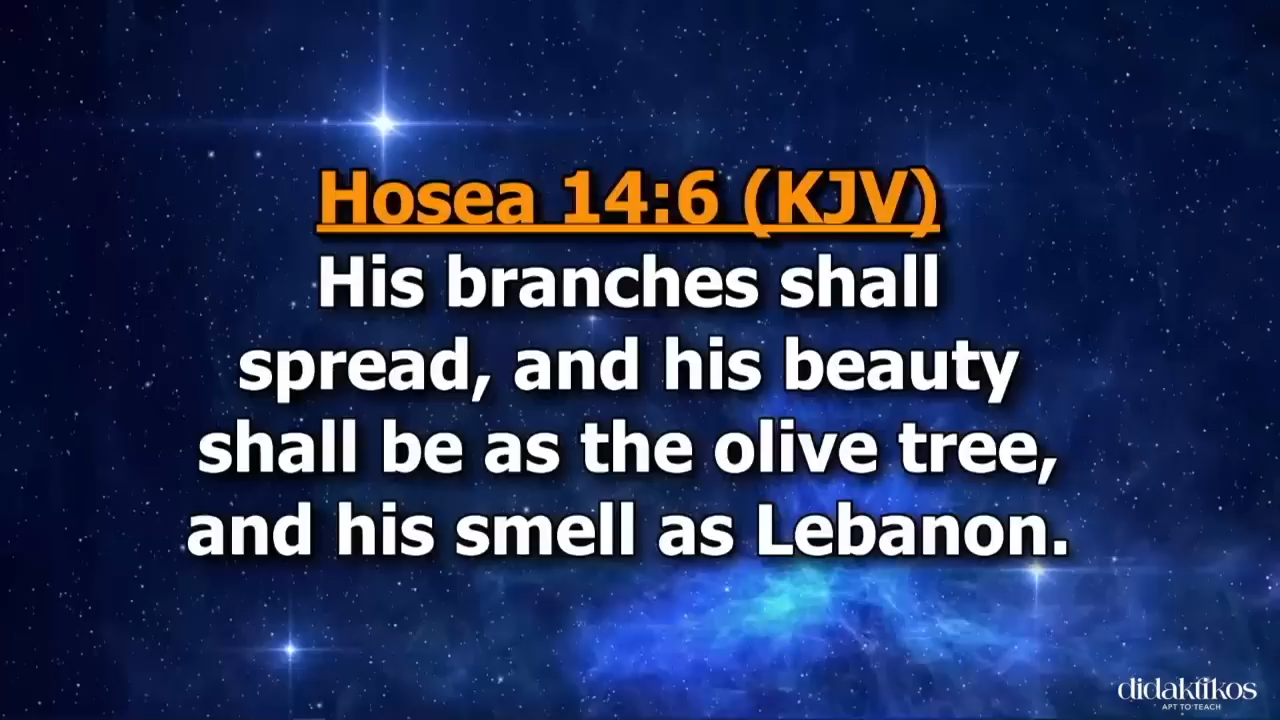 Hosea 14:6 (KJV)
His branches shall
spread, and his beauty
shall be as the olive tree,
and his smell as Lebanon.
didaktikos
APT TO TEACH